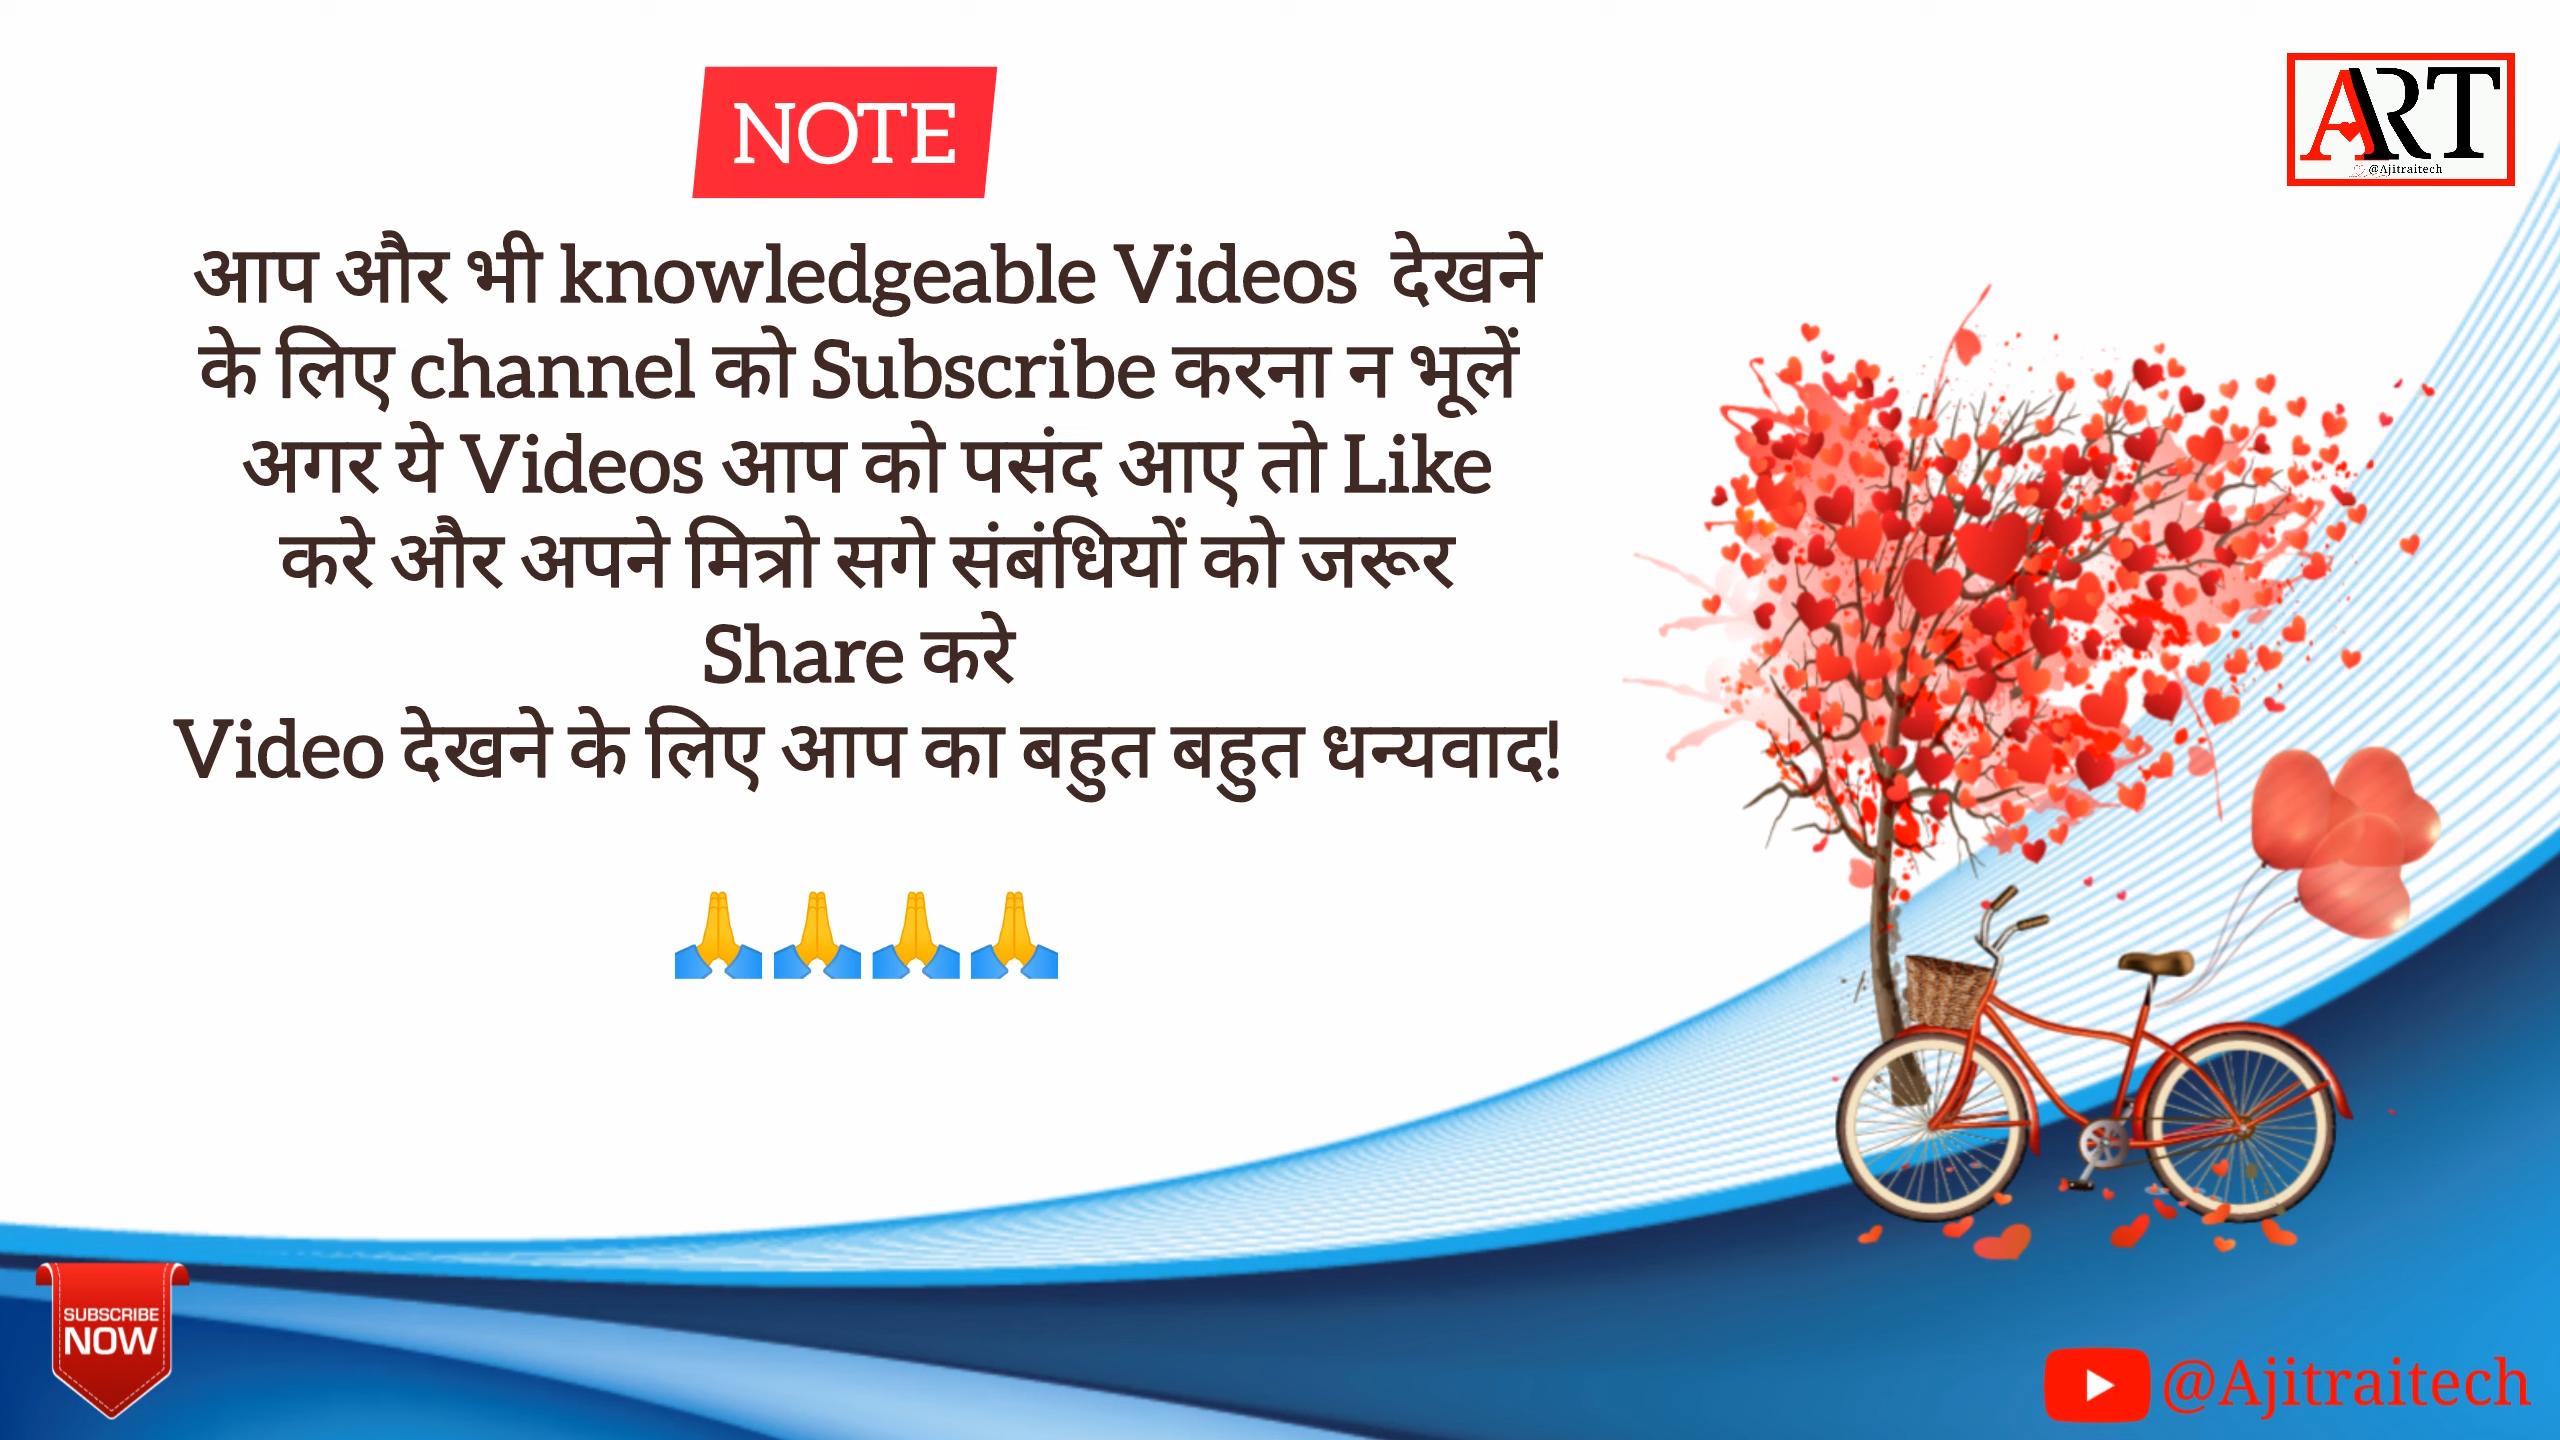 NOTE
ART
@Ajitraitech
आप और भी knowledgeable Videos देखने
के लिए channel को Subscribe करना न भूलें
अगर ये Videos आप को पसंद आए तो Like
करे और अपने मित्रो सगे संबंधियों को जरूर
Share करे
Video देखने के लिए आप का बहुत बहुत धन्यवाद!
🙏🙏🙏🙏
SUBSCRIBE
NOW
@Ajitraitech